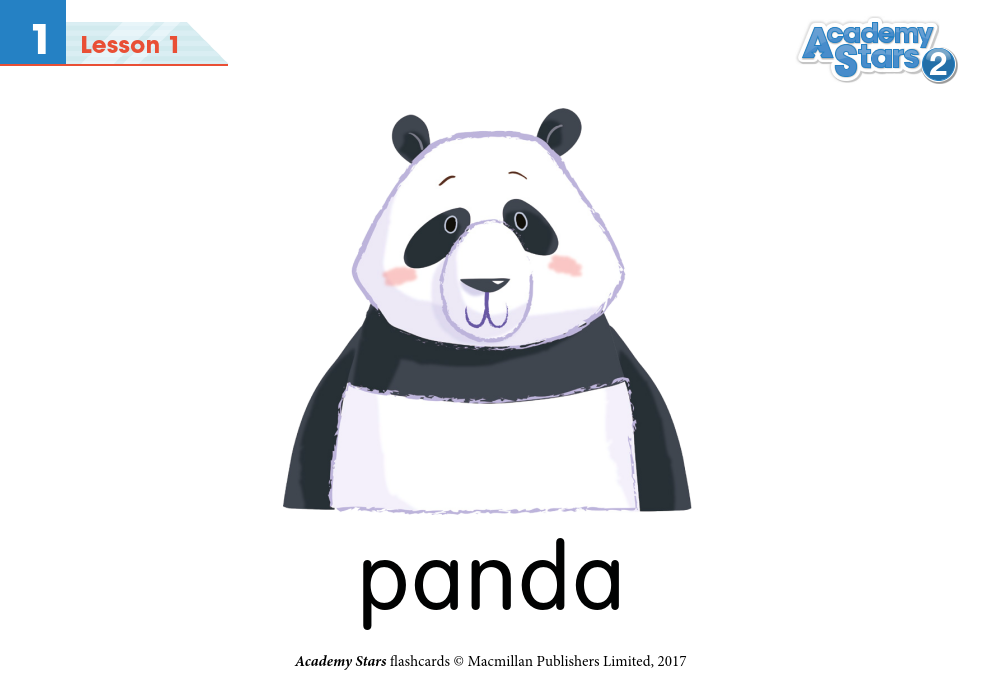 1
Lesson 1
Academy
Stars 2
panda
Academy Stars flashcards © Macmillan Publishers Limited, 2017